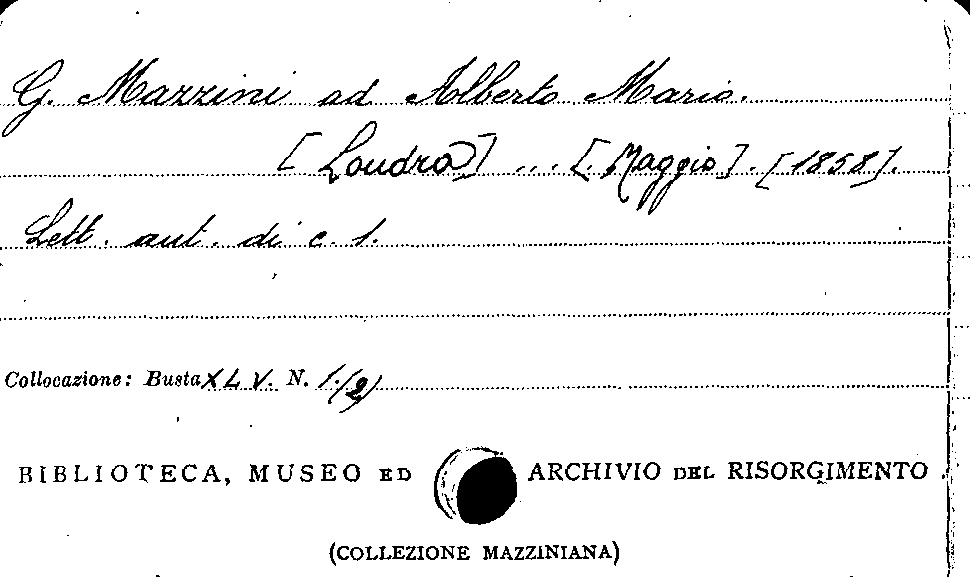 G. Mazzini ad Alberto Mario.
[Londra] ... [Maggio]. [1858].
Lett. aut. di c. 1.
Collocazione: Busta XLV. N. 1.(2)
BIBLIOTECA, MUSEO ED ARCHIVIO DEL RISORGIMENTO
(COLLEZIONE MAZZINIANA)